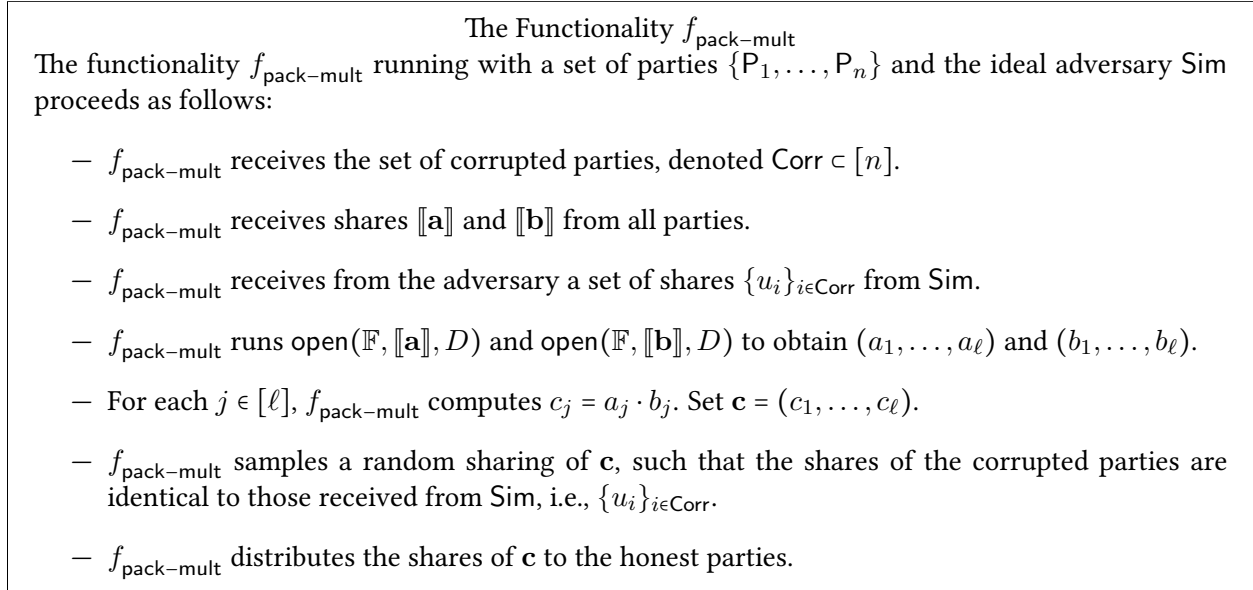 The Functionality f_pack−mult
The functionality f_pack−mult running with a set of parties {P_1, . . . , P_n} and the ideal adversary Sim
proceeds as follows:
− f_pack−mult receives the set of corrupted parties, denoted Corr ⊂ [n].
− f_pack−mult receives shares ⟦a⟧ and ⟦b⟧ from all parties.
− f_pack−mult receives from the adversary a set of shares {u_i}_i∈Corr from Sim.
− f_pack−mult runs open(𝔽, ⟦a⟧, D) and open(𝔽, ⟦b⟧, D) to obtain (a_1, . . . , a_ℓ) and (b_1, . . . , b_ℓ).
− For each j ∈ [ℓ], f_pack−mult computes c_j = a_j · b_j. Set c = (c_1, . . . , c_ℓ).
− f_pack−mult samples a random sharing of c, such that the shares of the corrupted parties are
identical to those received from Sim, i.e., {u_i}_i∈Corr.
− f_pack−mult distributes the shares of c to the honest parties.